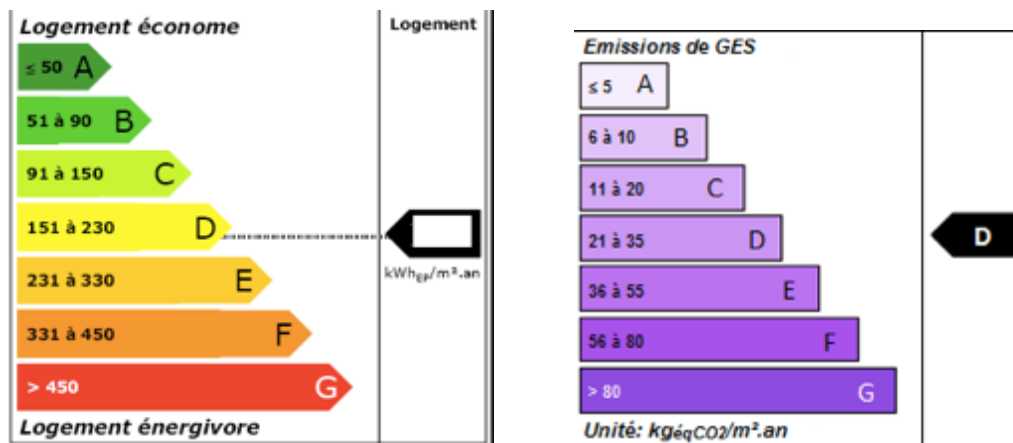 Logement économe
Logement
≤ 50 A
51 à 90 B
91 à 150 C
151 à 230 D
kWhEP/m².an
231 à 330 E
331 à 450 F
> 450 G
Logement énergivore
Emissions de GES
≤ 5 A
6 à 10 B
11 à 20 C
21 à 35 D
D
36 à 55 E
56 à 80 F
> 80 G
Unité: kgéqCO2/m².an